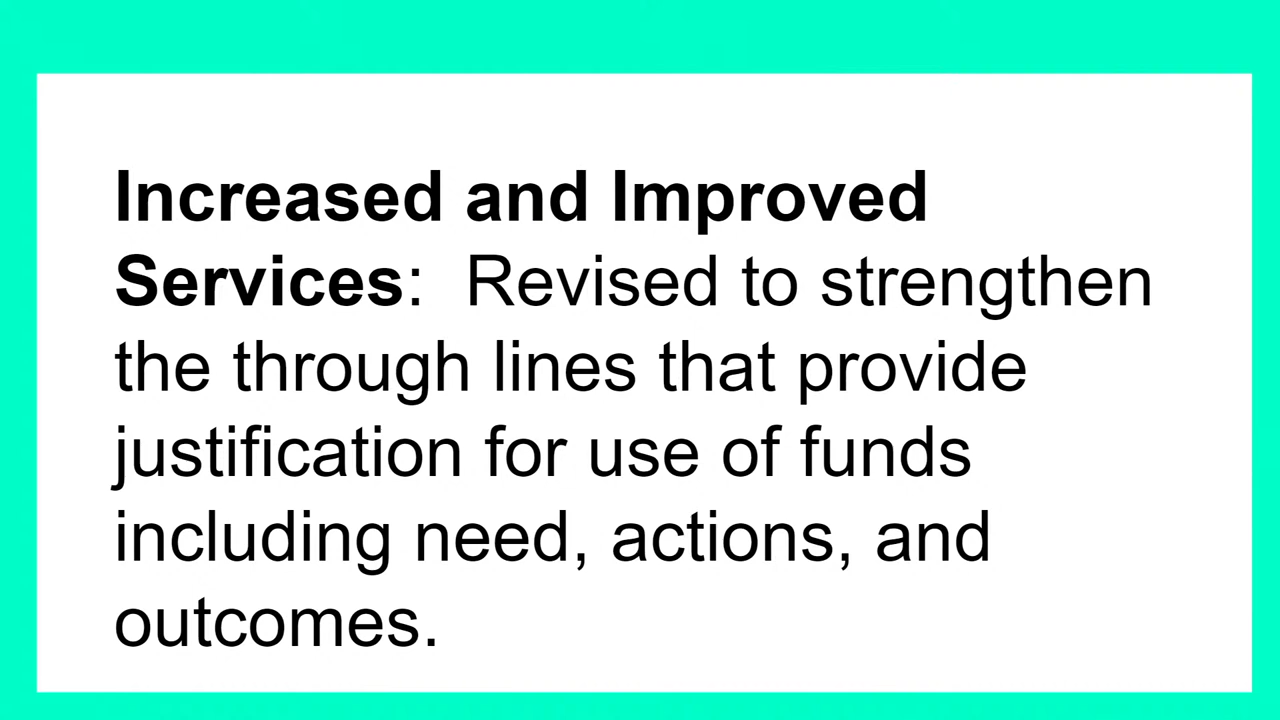 Increased and Improved
Services:  Revised to strengthen
the through lines that provide
justification for use of funds
including need, actions, and
outcomes.